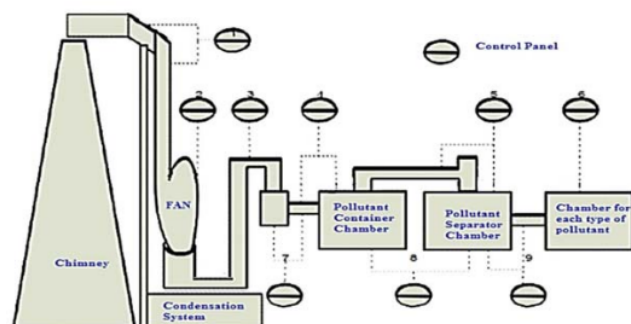 1
Control Panel
2
3
4
5
6
Chimney
FAN
Pollutant
Container
Chamber
Pollutant
Separator
Chamber
Chamber for
each type of
pollutant
7
8
9
Condensation
System